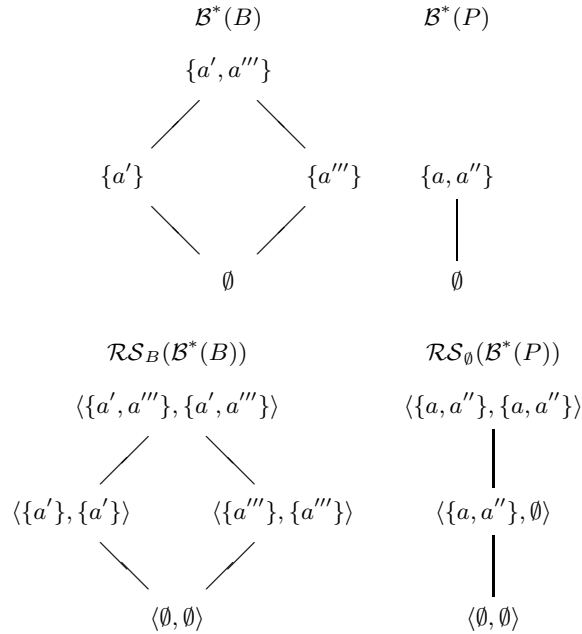 𝓑*(B) 𝓑*(P)
{a′, a‴}
{a′} {a‴} {a, a″}
∅ ∅
𝓡𝓢_B(𝓑*(B)) 𝓡𝓢_∅(𝓑*(P))
⟨{a′, a‴}, {a′, a‴}⟩ ⟨{a, a″}, {a, a″}⟩
⟨{a′}, {a′}⟩ ⟨{a‴}, {a‴}⟩ ⟨{a, a″}, ∅⟩
⟨∅, ∅⟩ ⟨∅, ∅⟩